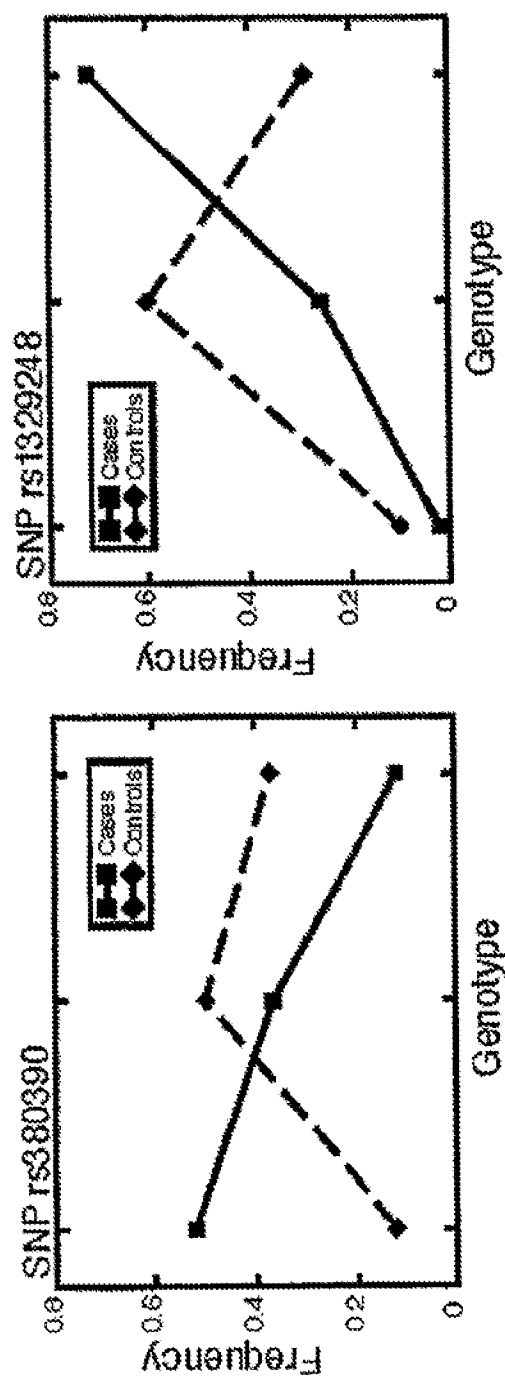 SNP rs380390
Cases
Controls
0.8
0.6
0.4
0.2
0
Frequency
Genotype
SNP rs1329248
Cases
Controls
0.8
0.6
0.4
0.2
0
Frequency
Genotype